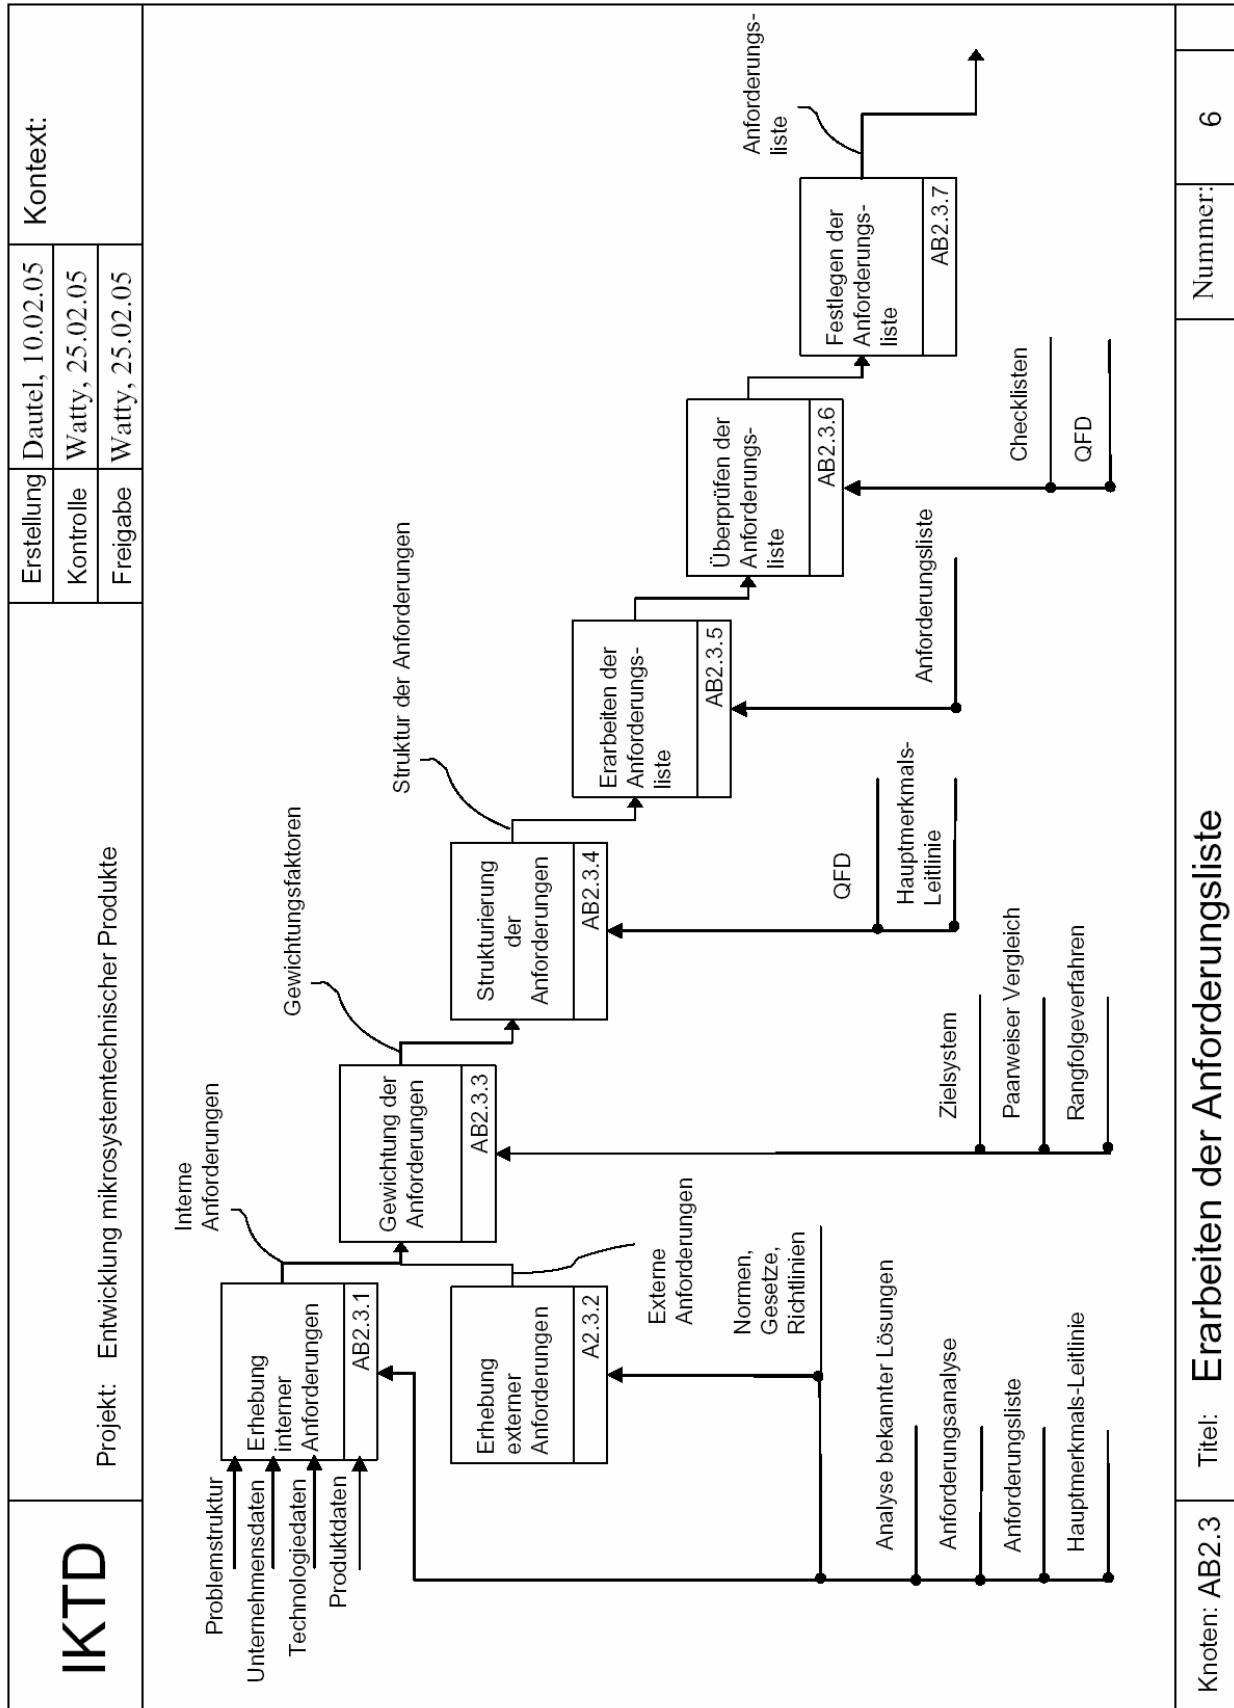 IKTD
Projekt: Entwicklung mikrosystemtechnischer Produkte
Erstellung Dautel, 10.02.05
Kontrolle Watty, 25.02.05
Freigabe Watty, 25.02.05
Kontext:
Problemstruktur
Unternehmensdaten
Technologiedaten
Produktdaten
Erhebung
interner
Anforderungen
AB2.3.1
Interne
Anforderungen
Erhebung
externer
Anforderungen
A2.3.2
Externe
Anforderungen
Normen,
Gesetze,
Richtlinien
Analyse bekannter Lösungen
Anforderungsanalyse
Anforderungsliste
Hauptmerkmals-Leitlinie
Gewichtung der
Anforderungen
AB2.3.3
Gewichtungsfaktoren
Zielsystem
Paarweiser Vergleich
Rangfolgeverfahren
Strukturierung
der
Anforderungen
AB2.3.4
Struktur der Anforderungen
QFD
Hauptmerkmals-
Leitlinie
Erarbeiten der
Anforderungs-
liste
AB2.3.5
Anforderungsliste
Überprüfen der
Anforderungs-
liste
AB2.3.6
Checklisten
QFD
Festlegen der
Anforderungs-
liste
AB2.3.7
Anforderungs-
liste
Knoten: AB2.3
Titel: Erarbeiten der Anforderungsliste
Nummer: 6